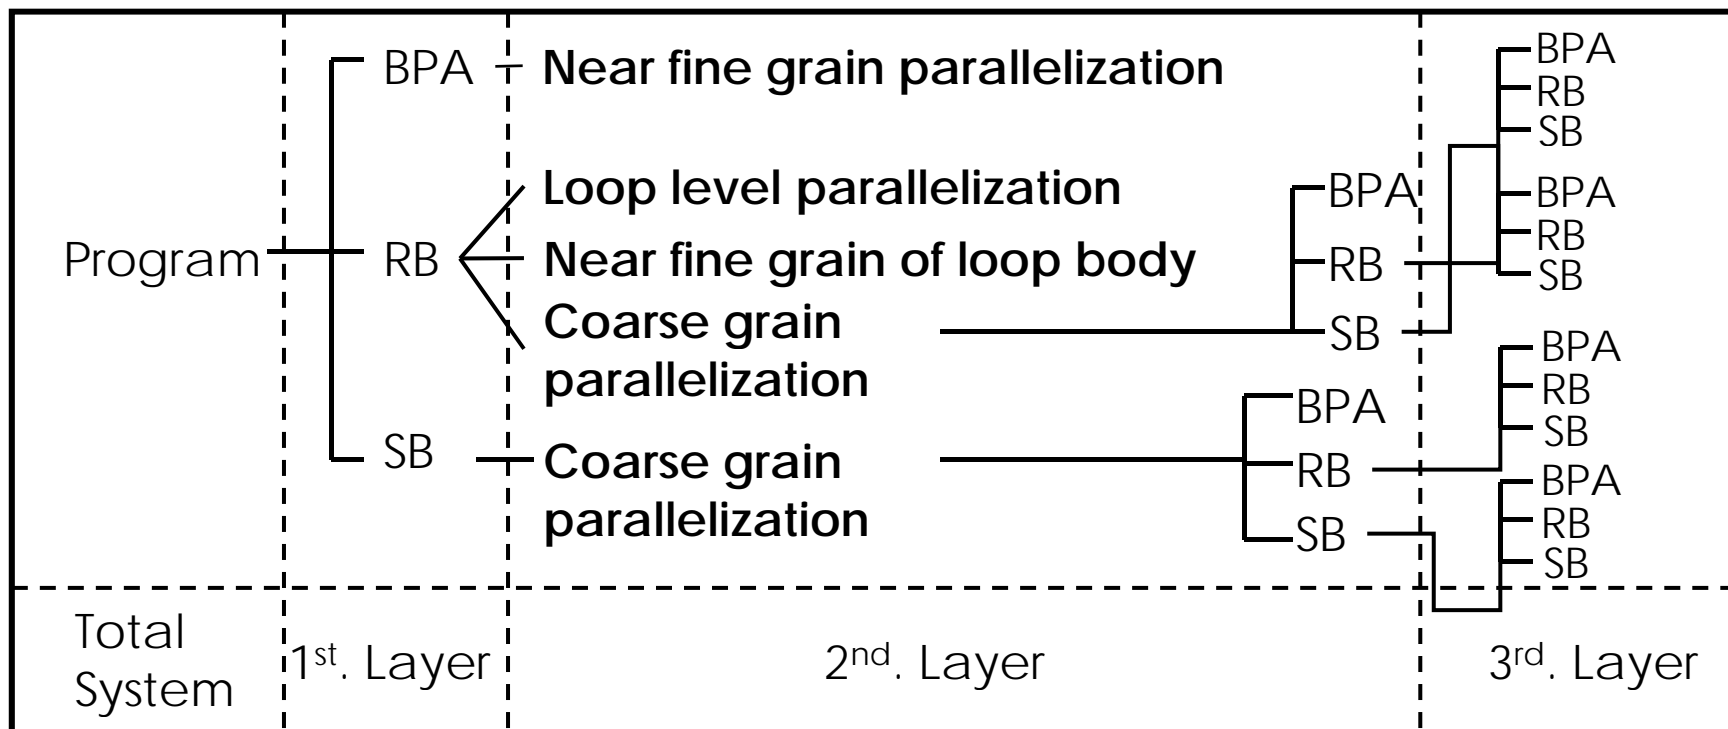 Program
BPA
RB
SB
Near fine grain parallelization
Loop level parallelization
Near fine grain of loop body
Coarse grain
parallelization
Coarse grain
parallelization
BPA
RB
SB
BPA
RB
SB
BPA
RB
SB
BPA
RB
SB
BPA
RB
SB
BPA
RB
SB
Total
System
1st. Layer
2nd. Layer
3rd. Layer